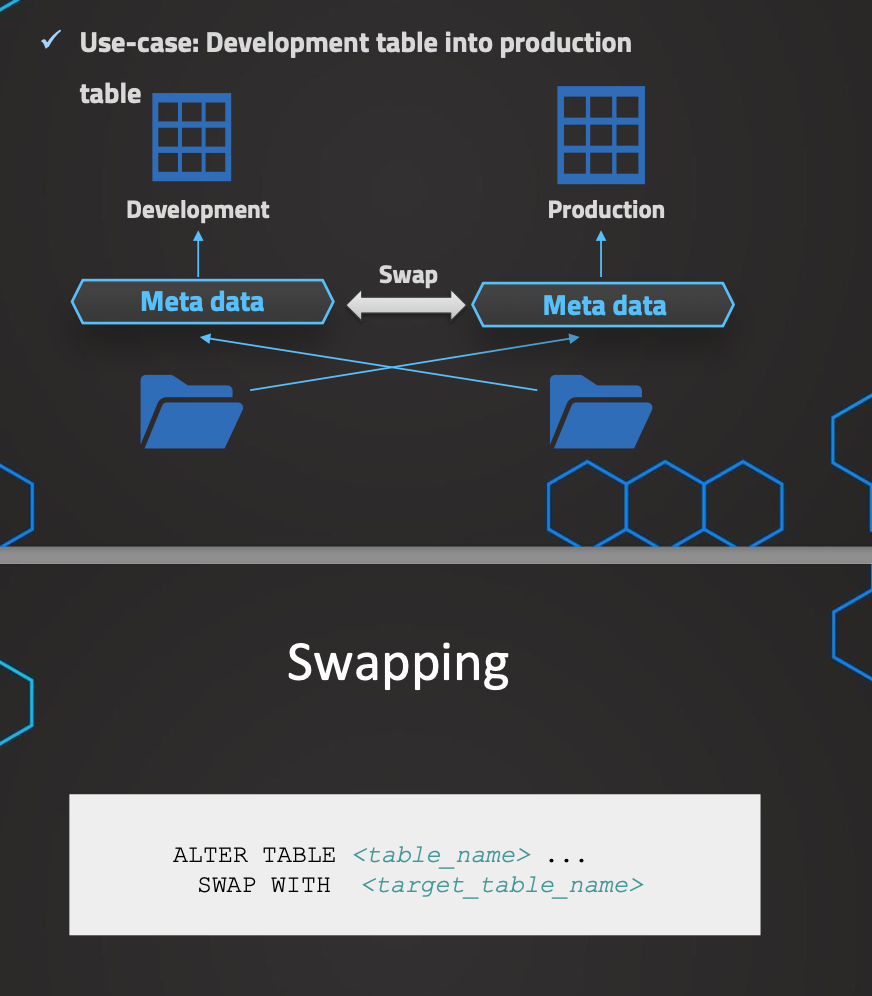 ✓ Use-case: Development table into production
table
Development
Production
Swap
Meta data
Meta data
Swapping
ALTER TABLE <table_name> ...
SWAP WITH <target_table_name>